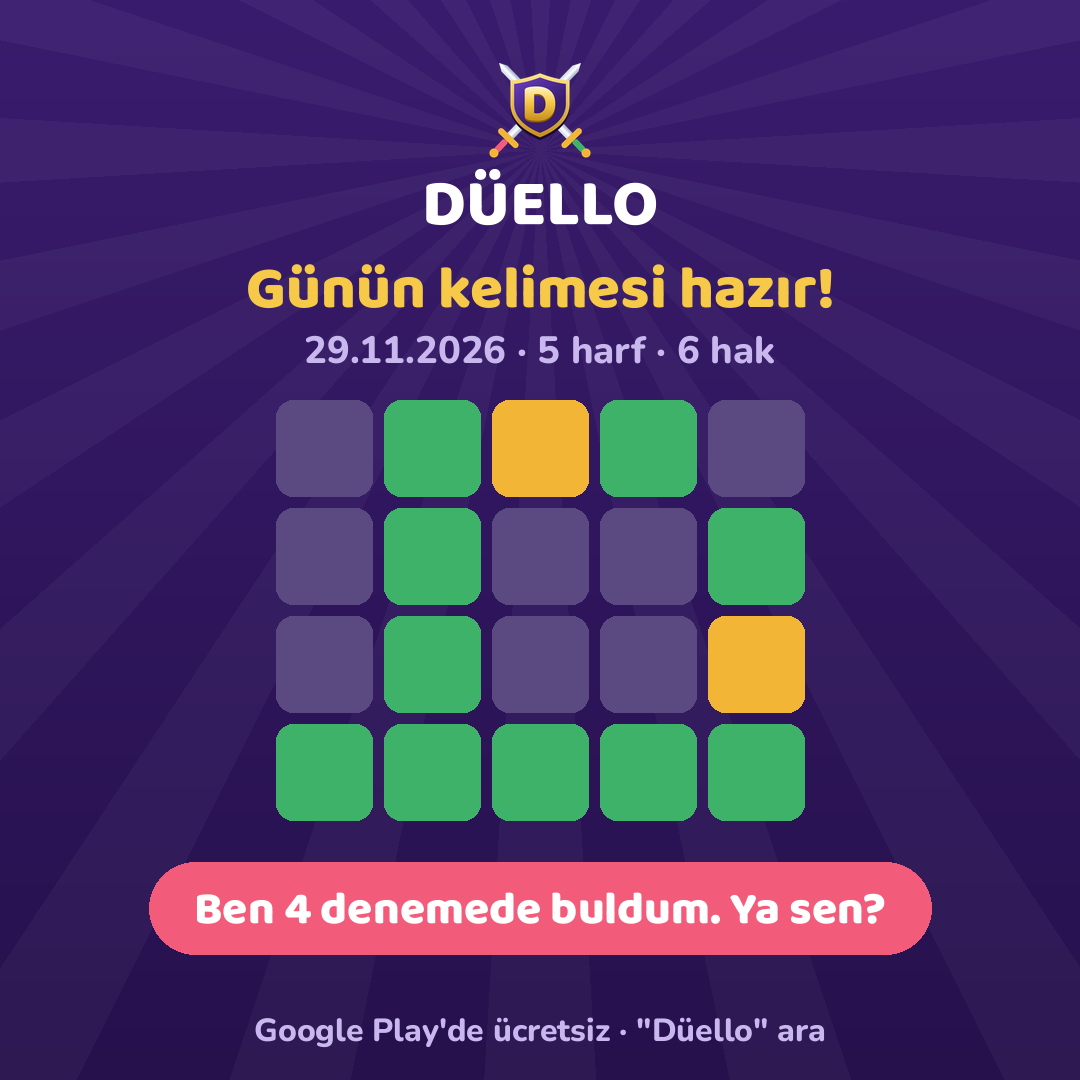 D
DÜELLO
Günün kelimesi hazır!
29.11.2026 · 5 harf · 6 hak
Ben 4 denemede buldum. Ya sen?
Google Play'de ücretsiz · "Düello" ara